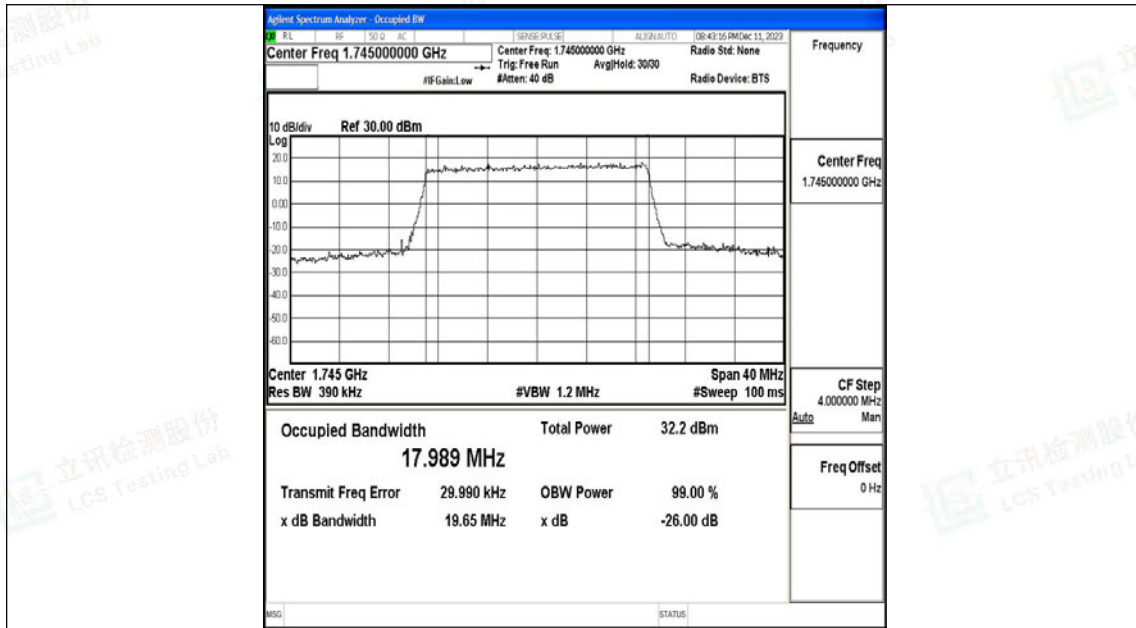 Agilent Spectrum Analyzer - Occupied BW
RL RF 50 Ω AC SENSE:PULSE ALIGNAUTO 08:43:16 PM Dec 11, 2023
Center Freq 1.745000000 GHz
Center Freq: 1.745000000 GHz
Radio Std: None
Trig: Free Run Avg|Hold: 30/30
#IFGain:Low
#Atten: 40 dB
Radio Device: BTS
Frequency
10 dB/div Ref 30.00 dBm
Log
20.0
10.0
0.00
-10.0
-20.0
-30.0
-40.0
-50.0
-60.0
Center Freq
1.745000000 GHz
Center 1.745 GHz Span 40 MHz
Res BW 390 kHz #VBW 1.2 MHz #Sweep 100 ms
CF Step
4.000000 MHz
Auto Man
Occupied Bandwidth Total Power 32.2 dBm
17.989 MHz
Transmit Freq Error 29.990 kHz OBW Power 99.00 %
x dB Bandwidth 19.65 MHz x dB -26.00 dB
Freq Offset
0 Hz
MSG STATUS
立讯检测股份
LCS Testing Lab
立讯检测股份
LCS Testing L